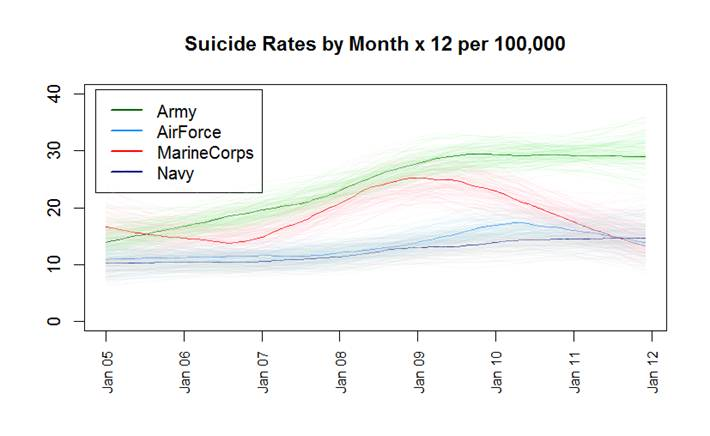 Suicide Rates by Month x 12 per 100,000
40
30
20
10
0
Army
AirForce
MarineCorps
Navy
Jan 05
Jan 06
Jan 07
Jan 08
Jan 09
Jan 10
Jan 11
Jan 12